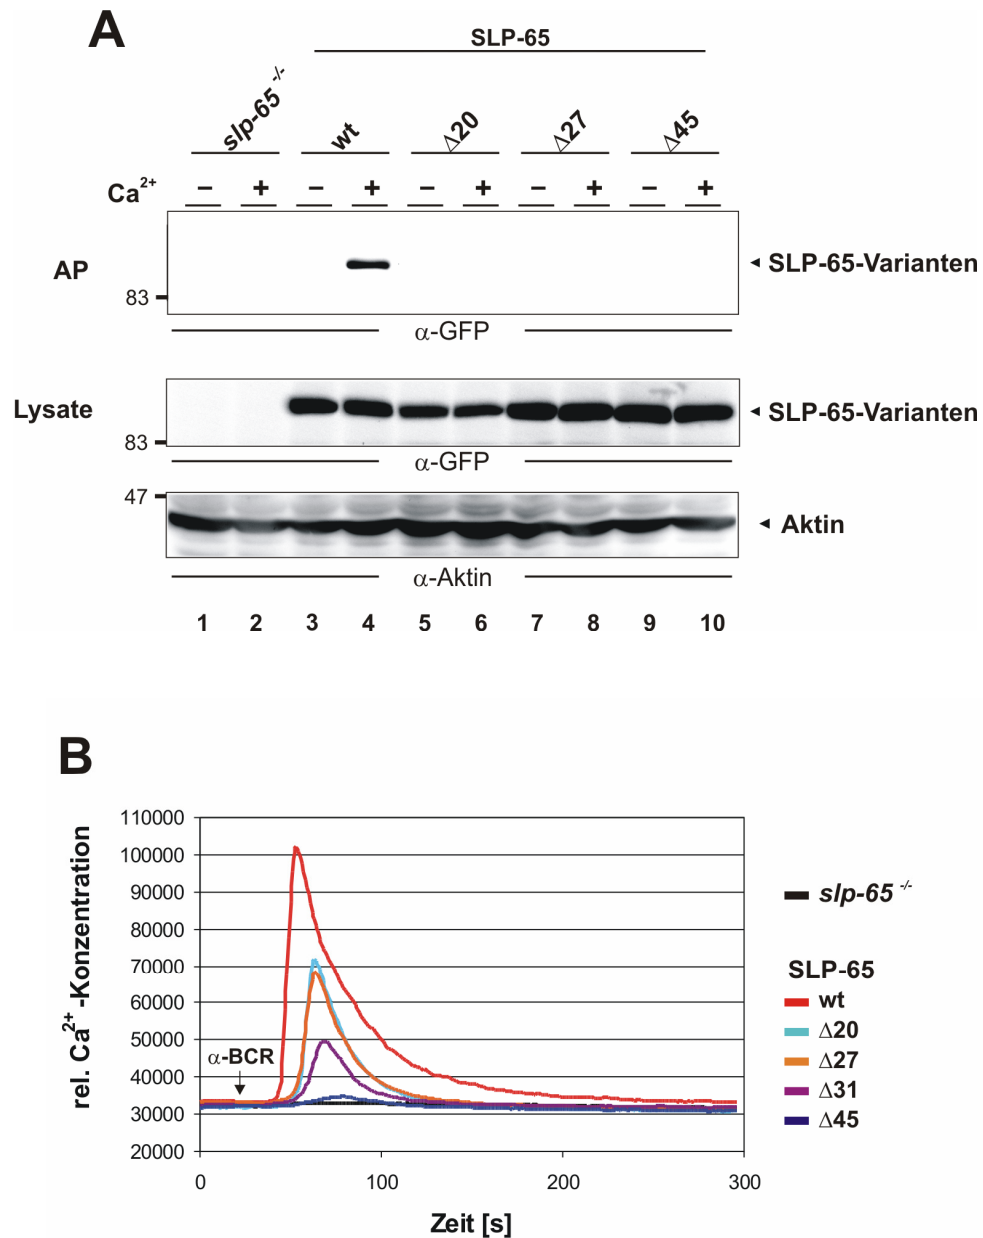 A
SLP-65
slp-65 -/- wt Δ20 Δ27 Δ45
Ca2+ – + – + – + – + – +
AP
SLP-65-Varianten
83
α-GFP
Lysate
SLP-65-Varianten
83
α-GFP
47
Aktin
α-Aktin
1 2 3 4 5 6 7 8 9 10
B
rel. Ca2+-Konzentration
110000
100000
90000
80000
70000
60000
50000
40000
30000
20000
α-BCR
0 100 200 300
Zeit [s]
slp-65 -/-
SLP-65
wt
Δ20
Δ27
Δ31
Δ45